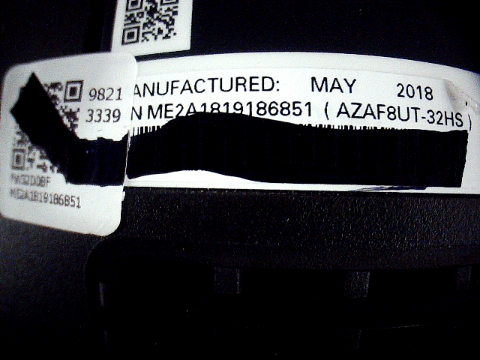 ANUFACTURED: MAY 2018
N ME2A1819186851 ( AZAF8UT-32HS )
9821
3339
ME2A1819186851